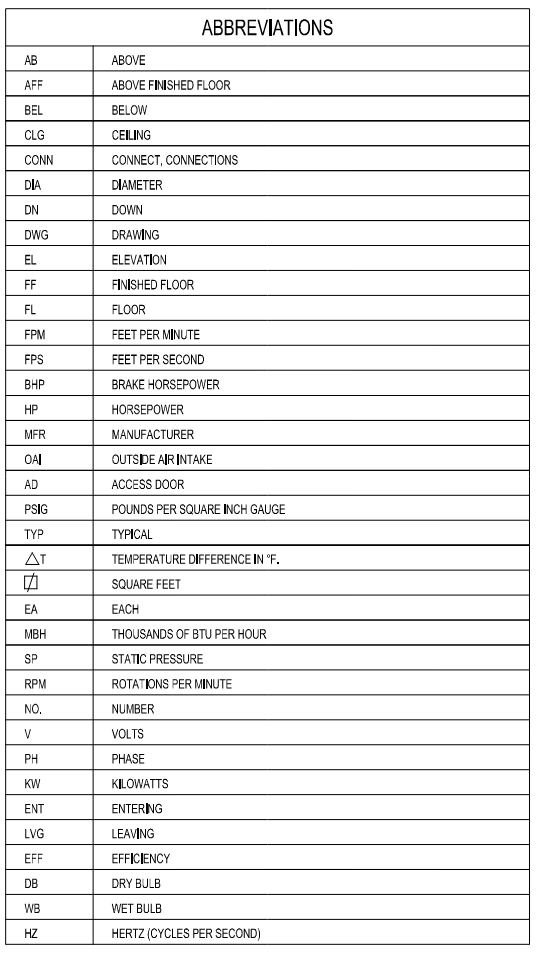 ABBREVIATIONS
AB ABOVE
AFF ABOVE FINISHED FLOOR
BEL BELOW
CLG CEILING
CONN CONNECT, CONNECTIONS
DIA DIAMETER
DN DOWN
DWG DRAWING
EL ELEVATION
FF FINISHED FLOOR
FL FLOOR
FPM FEET PER MINUTE
FPS FEET PER SECOND
BHP BRAKE HORSEPOWER
HP HORSEPOWER
MFR MANUFACTURER
OAI OUTSIDE AIR INTAKE
AD ACCESS DOOR
PSIG POUNDS PER SQUARE INCH GAUGE
TYP TYPICAL
△T TEMPERATURE DIFFERENCE IN °F.
SQUARE FEET
EA EACH
MBH THOUSANDS OF BTU PER HOUR
SP STATIC PRESSURE
RPM ROTATIONS PER MINUTE
NO. NUMBER
V VOLTS
PH PHASE
KW KILOWATTS
ENT ENTERING
LVG LEAVING
EFF EFFICIENCY
DB DRY BULB
WB WET BULB
HZ HERTZ (CYCLES PER SECOND)